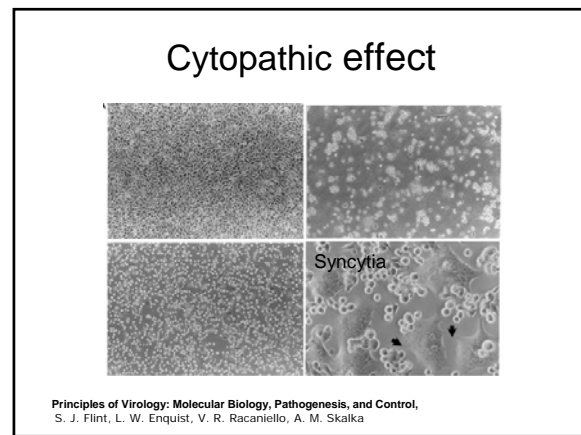 Cytopathic effect
Syncytia
Principles of Virology: Molecular Biology, Pathogenesis, and Control,
S. J. Flint, L. W. Enquist, V. R. Racaniello, A. M. Skalka